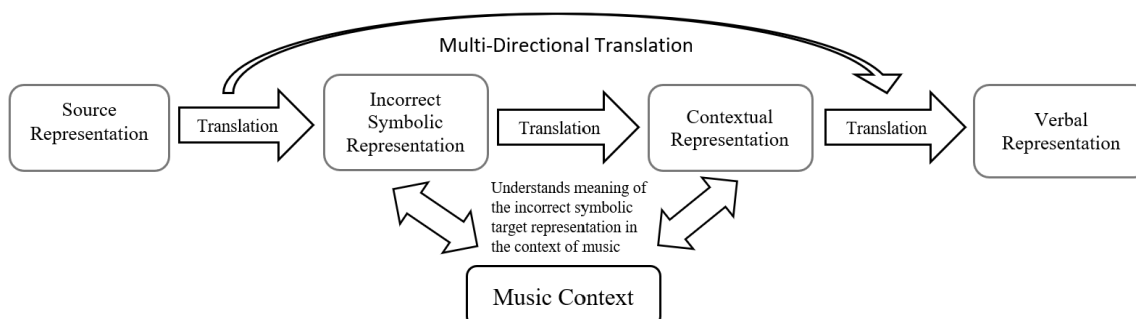 Multi-Directional Translation
Source
Representation
Translation
Incorrect
Symbolic
Representation
Translation
Contextual
Representation
Translation
Verbal
Representation
Understands meaning of
the incorrect symbolic
target representation in
the context of music
Music Context